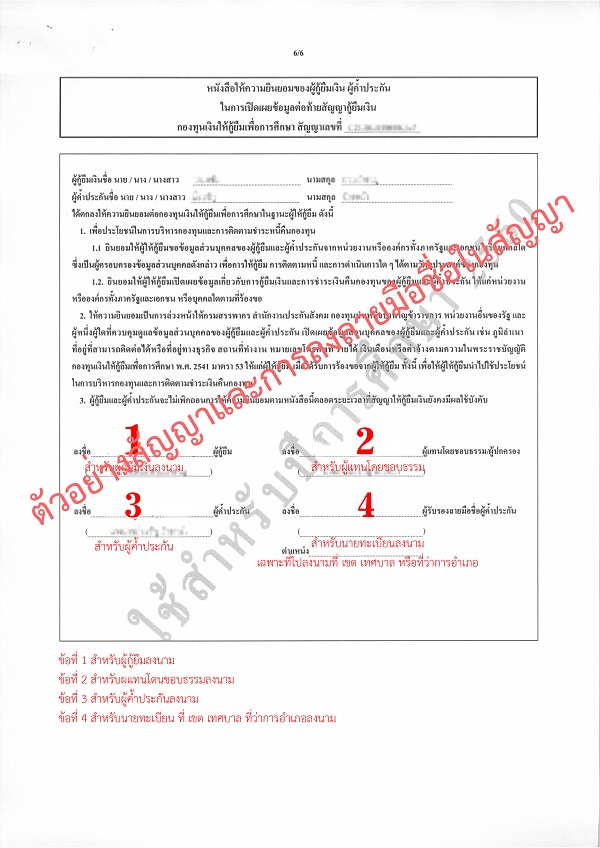 6/6
หนังสือให้ความยินยอมของผู้กู้ยืมเงิน ผู้ค้ำประกัน
ในการเปิดเผยข้อมูลต่อท้ายสัญญากู้ยืมเงิน
กองทุนเงินให้กู้ยืมเพื่อการศึกษา สัญญาเลขที่
ผู้กู้ยืมเงินชื่อ นาย / นาง / นางสาว นามสกุล
ผู้ค้ำประกันชื่อ นาย / นาง / นางสาว นามสกุล
ได้ตกลงให้ความยินยอมต่อกองทุนเงินให้กู้ยืมเพื่อการศึกษาในฐานะผู้ให้กู้ยืม ดังนี้
1. เพื่อประโยชน์ในการบริหารกองทุนและการติดตามชำระหนี้คืนกองทุน
1.1 ยินยอมให้ผู้ให้กู้ยืมขอข้อมูลส่วนบุคคลของผู้กู้ยืมและผู้ค้ำประกันจากหน่วยงานหรือองค์กรทั้งภาครัฐและเอกชน
ซึ่งเป็นผู้ครอบครองข้อมูลส่วนบุคคลดังกล่าว เพื่อการให้กู้ยืม การติดตามหนี้ และการดำเนินการใด ๆ ได้ตามวัตถุประสงค์ของกองทุน
1.2. ยินยอมให้ผู้ให้กู้ยืมเปิดเผยข้อมูลเกี่ยวกับการกู้ยืมเงินและการชำระเงินคืนกองทุนของผู้กู้ยืมและผู้ค้ำประกัน ให้แก่หน่วยงาน
หรือองค์กรทั้งภาครัฐและเอกชน หรือบุคคลใดตามที่ร้องขอ
2. ให้ความยินยอมเป็นการล่วงหน้าให้กรมสรรพากร สำนักงานประกันสังคม กองทุนบำเหน็จบำนาญข้าราชการ หน่วยงานอื่นของรัฐ และ
ผู้หนึ่งผู้ใดที่ควบคุมดูแลข้อมูลส่วนบุคคลของผู้กู้ยืมและผู้ค้ำประกัน เปิดเผยข้อมูลส่วนบุคคลของผู้กู้ยืมและผู้ค้ำประกัน เช่น ภูมิลำเนา
ที่อยู่ที่สามารถติดต่อได้หรือที่อยู่ทางธุรกิจ สถานที่ทำงาน หมายเลขโทรศัพท์ รายได้ เงินเดือนหรือค่าจ้างตามความในพระราชบัญญัติ
กองทุนเงินให้กู้ยืมเพื่อการศึกษา พ.ศ. 2541 มาตรา 53 ให้แก่ผู้ให้กู้ยืม เมื่อได้รับการร้องขอจากผู้ให้กู้ยืม ทั้งนี้ เพื่อให้ผู้ให้กู้ยืมนำไปใช้ประโยชน์
ในการบริหารกองทุนและการติดตามชำระเงินคืนกองทุน
3. ผู้กู้ยืมและผู้ค้ำประกันจะไม่เพิกถอนการให้ความยินยอมตามหนังสือนี้ตลอดระยะเวลาที่สัญญาให้กู้ยืมเงินยังคงมีผลใช้บังคับ
ตัวอย่างสัญญาและการลงลายมือชื่อในสัญญา
ใช้สำหรับปีการศึกษา 2560
1 2
ลงชื่อ ผู้กู้ยืม ลงชื่อ ผู้แทนโดยชอบธรรม/ผู้ปกครอง
สำหรับผู้กู้ยืมเงินลงนาม สำหรับผู้แทนโดยชอบธรรม
3 4
ลงชื่อ ผู้ค้ำประกัน ลงชื่อ ผู้รับรองลายมือชื่อผู้ค้ำประกัน
สำหรับผู้ค้ำประกัน สำหรับนายทะเบียนลงนาม
ตำแหน่ง
เฉพาะที่ไปลงนามที่ เขต เทศบาล หรือที่ว่าการอำเภอ
ข้อที่ 1 สำหรับผู้กู้ยืมลงนาม
ข้อที่ 2 สำหรับผแทนโดนชอบธรรมลงนาม
ข้อที่ 3 สำหรับผู้ค้ำประกันลงนาม
ข้อที่ 4 สำหรับนายทะเบียน ที่ เขต เทศบาล ที่ว่าการอำเภอลงนาม